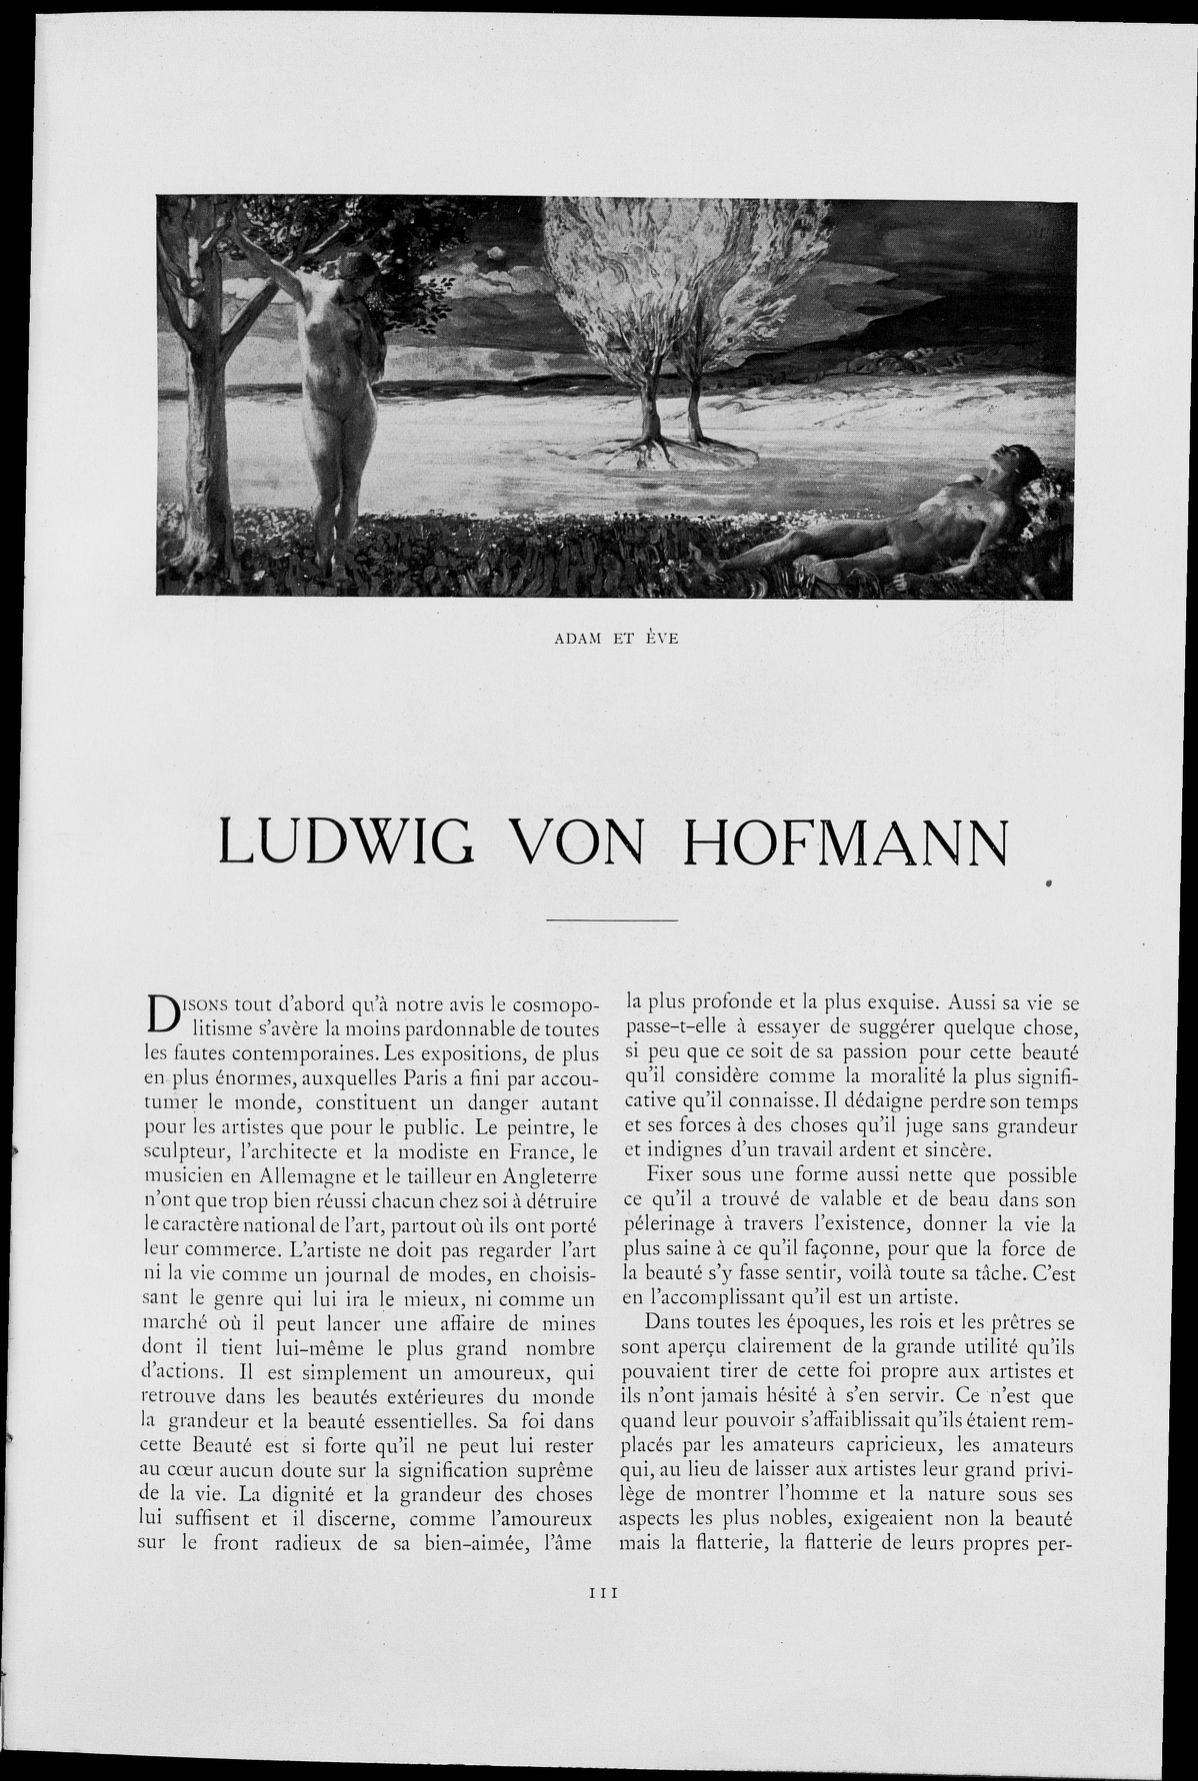 ADAM ET ÈVE
LUDWIG VON HOFMANN
DISONS tout d'abord qu'à notre avis le cosmopo-
litisme s'avère la moins pardonnable de toutes
les fautes contemporaines. Les expositions, de plus
en plus énormes, auxquelles Paris a fini par accou-
tumer le monde, constituent un danger autant
pour les artistes que pour le public. Le peintre, le
sculpteur, l'architecte et la modiste en France, le
musicien en Allemagne et le tailleur en Angleterre
n'ont que trop bien réussi chacun chez soi à détruire
le caractère national de l'art, partout où ils ont porté
leur commerce. L'artiste ne doit pas regarder l'art
ni la vie comme un journal de modes, en choisis-
sant le genre qui lui ira le mieux, ni comme un
marché où il peut lancer une affaire de mines
dont il tient lui-même le plus grand nombre
d'actions. Il est simplement un amoureux, qui
retrouve dans les beautés extérieures du monde
la grandeur et la beauté essentielles. Sa foi dans
cette Beauté est si forte qu'il ne peut lui rester
au cœur aucun doute sur la signification suprême
de la vie. La dignité et la grandeur des choses
lui suffisent et il discerne, comme l'amoureux
sur le front radieux de sa bien-aimée, l'âme
la plus profonde et la plus exquise. Aussi sa vie se
passe-t-elle à essayer de suggérer quelque chose,
si peu que ce soit de sa passion pour cette beauté
qu'il considère comme la moralité la plus signifi-
cative qu'il connaisse. Il dédaigne perdre son temps
et ses forces à des choses qu'il juge sans grandeur
et indignes d'un travail ardent et sincère.
Fixer sous une forme aussi nette que possible
ce qu'il a trouvé de valable et de beau dans son
pélerinage à travers l'existence, donner la vie la
plus saine à ce qu'il façonne, pour que la force de
la beauté s'y fasse sentir, voilà toute sa tâche. C'est
en l'accomplissant qu'il est un artiste.
Dans toutes les époques, les rois et les prêtres se
sont aperçu clairement de la grande utilité qu'ils
pouvaient tirer de cette foi propre aux artistes et
ils n'ont jamais hésité à s'en servir. Ce n'est que
quand leur pouvoir s'affaiblissait qu'ils étaient rem-
placés par les amateurs capricieux, les amateurs
qui, au lieu de laisser aux artistes leur grand privi-
lège de montrer l'homme et la nature sous ses
aspects les plus nobles, exigeaient non la beauté
mais la flatterie, la flatterie de leurs propres per-
III